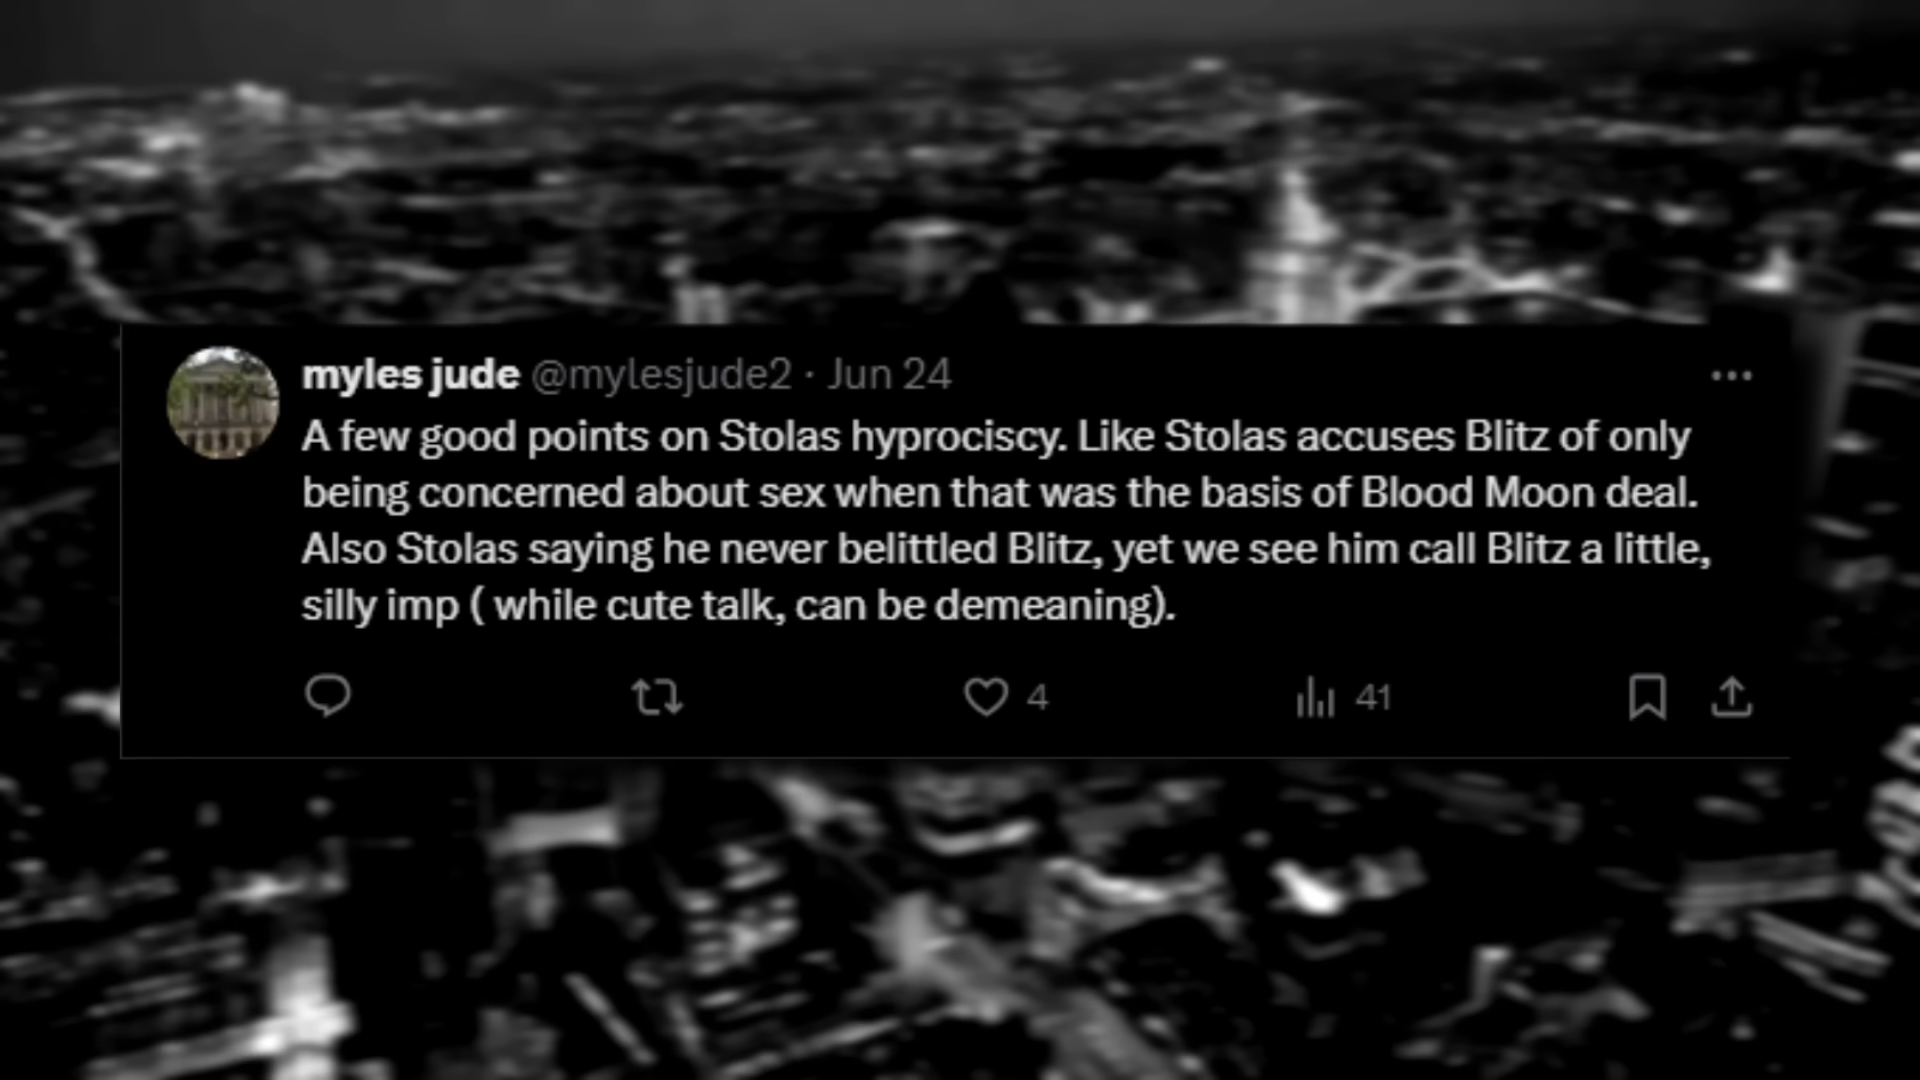 myles jude @mylesjude2 · Jun 24
A few good points on Stolas hyprociscy. Like Stolas accuses Blitz of only
being concerned about sex when that was the basis of Blood Moon deal.
Also Stolas saying he never belittled Blitz, yet we see him call Blitz a little,
silly imp ( while cute talk, can be demeaning).
4 41